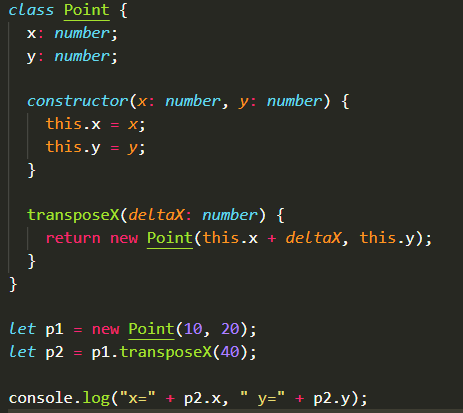 class Point {
x: number;
y: number;
constructor(x: number, y: number) {
this.x = x;
this.y = y;
}
transposeX(deltaX: number) {
return new Point(this.x + deltaX, this.y);
}
}
let p1 = new Point(10, 20);
let p2 = p1.transposeX(40);
console.log("x=" + p2.x, " y=" + p2.y);